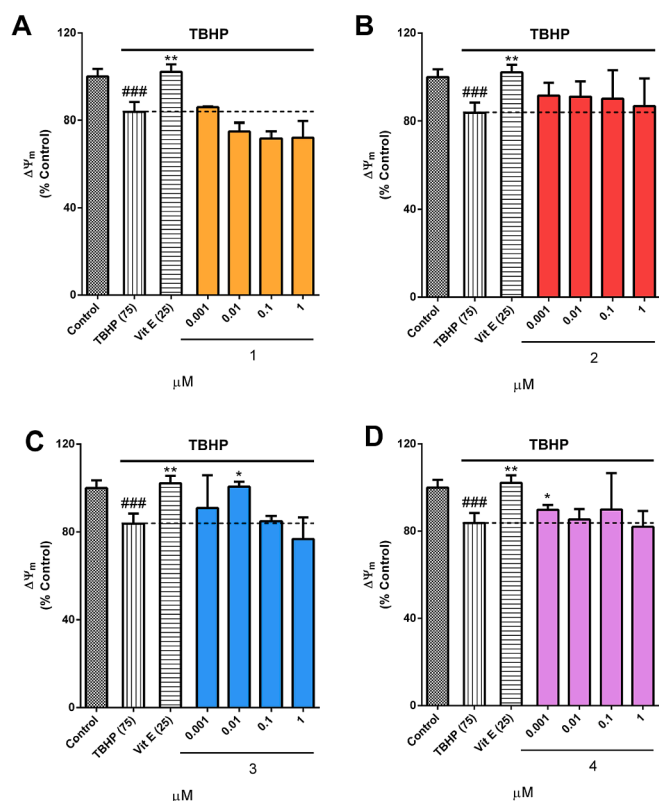 A
TBHP
ΔΨm
(% Control)
120
80
40
0
###
**
Control
TBHP (75)
Vit E (25)
0.001
0.01
0.1
1
1
μM
B
TBHP
ΔΨm
(% Control)
120
80
40
0
###
**
Control
TBHP (75)
Vit E (25)
0.001
0.01
0.1
1
2
μM
C
TBHP
ΔΨm
(% Control)
120
80
40
0
###
**
*
Control
TBHP (75)
Vit E (25)
0.001
0.01
0.1
1
3
μM
D
TBHP
ΔΨm
(% Control)
120
80
40
0
###
**
*
Control
TBHP (75)
Vit E (25)
0.001
0.01
0.1
1
4
μM